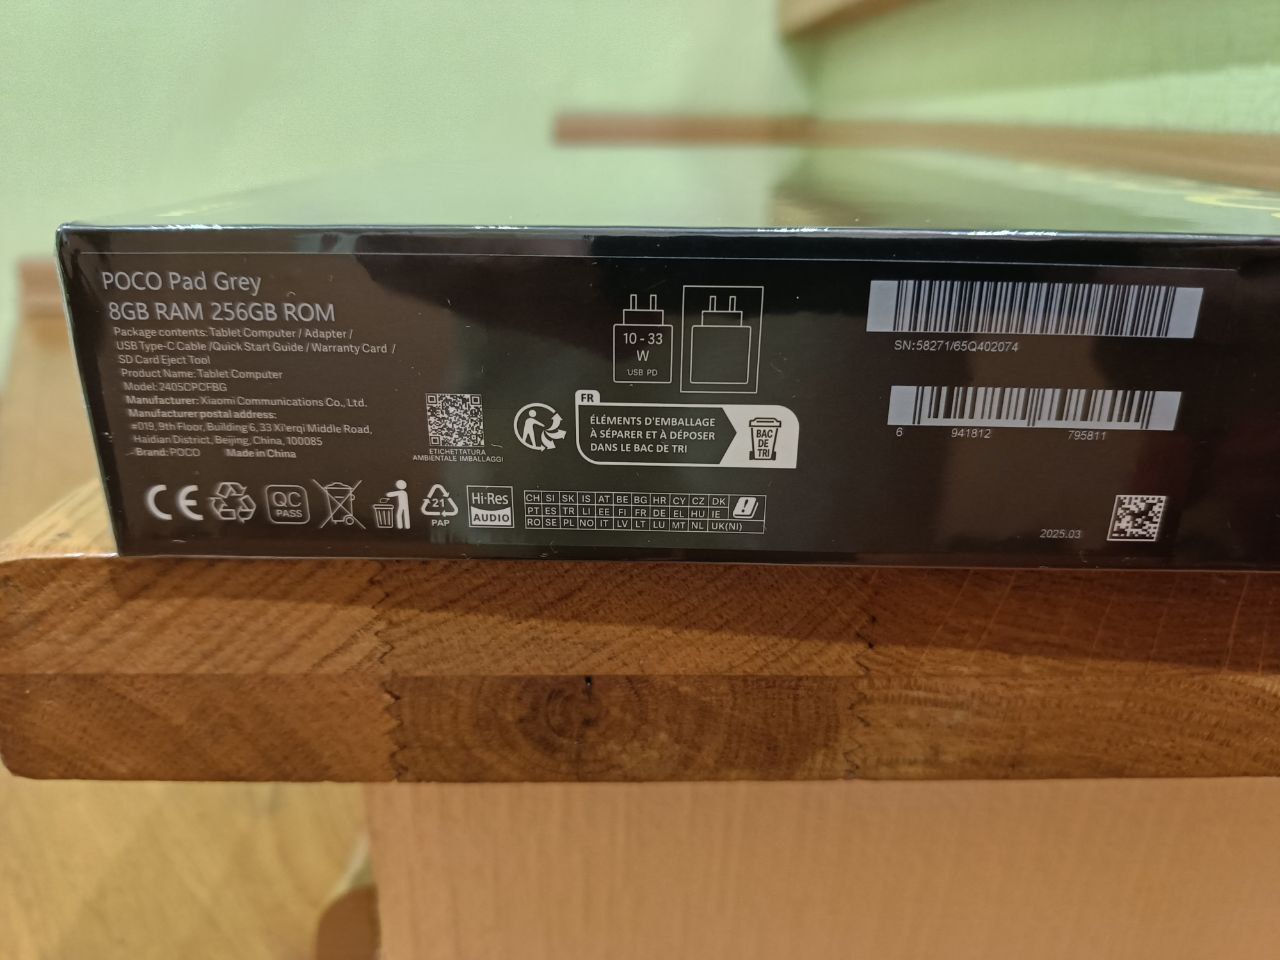 POCO Pad Grey
8GB RAM 256GB ROM
Package contents: Tablet Computer / Adapter /
USB Type-C Cable /Quick Start Guide / Warranty Card /
SD Card Eject Tool
Product Name: Tablet Computer
Model: 2405CPCFBG
Manufacturer: Xiaomi Communications Co., Ltd.
Manufacturer postal address:
#019, 9th Floor, Building 6, 33 Xi'erqi Middle Road,
Haidian District, Beijing, China, 100085
Brand: POCO Made in China
CE
QC
PASS
21
PAP
Hi-Res
AUDIO
ETICHETTATURA
AMBIENTALE IMBALLAGGI
10 - 33
W
USB PD
FR
ÉLÉMENTS D'EMBALLAGE
À SÉPARER ET À DÉPOSER
DANS LE BAC DE TRI
BAC
DE
TRI
CH SI SK IS AT BE BG HR CY CZ DK
PT ES TR LI EE FI FR DE EL HU IE
RO SE PL NO IT LV LT LU MT NL UK(NI)
SN:58271/65Q402074
6 941812 795811
2025.03